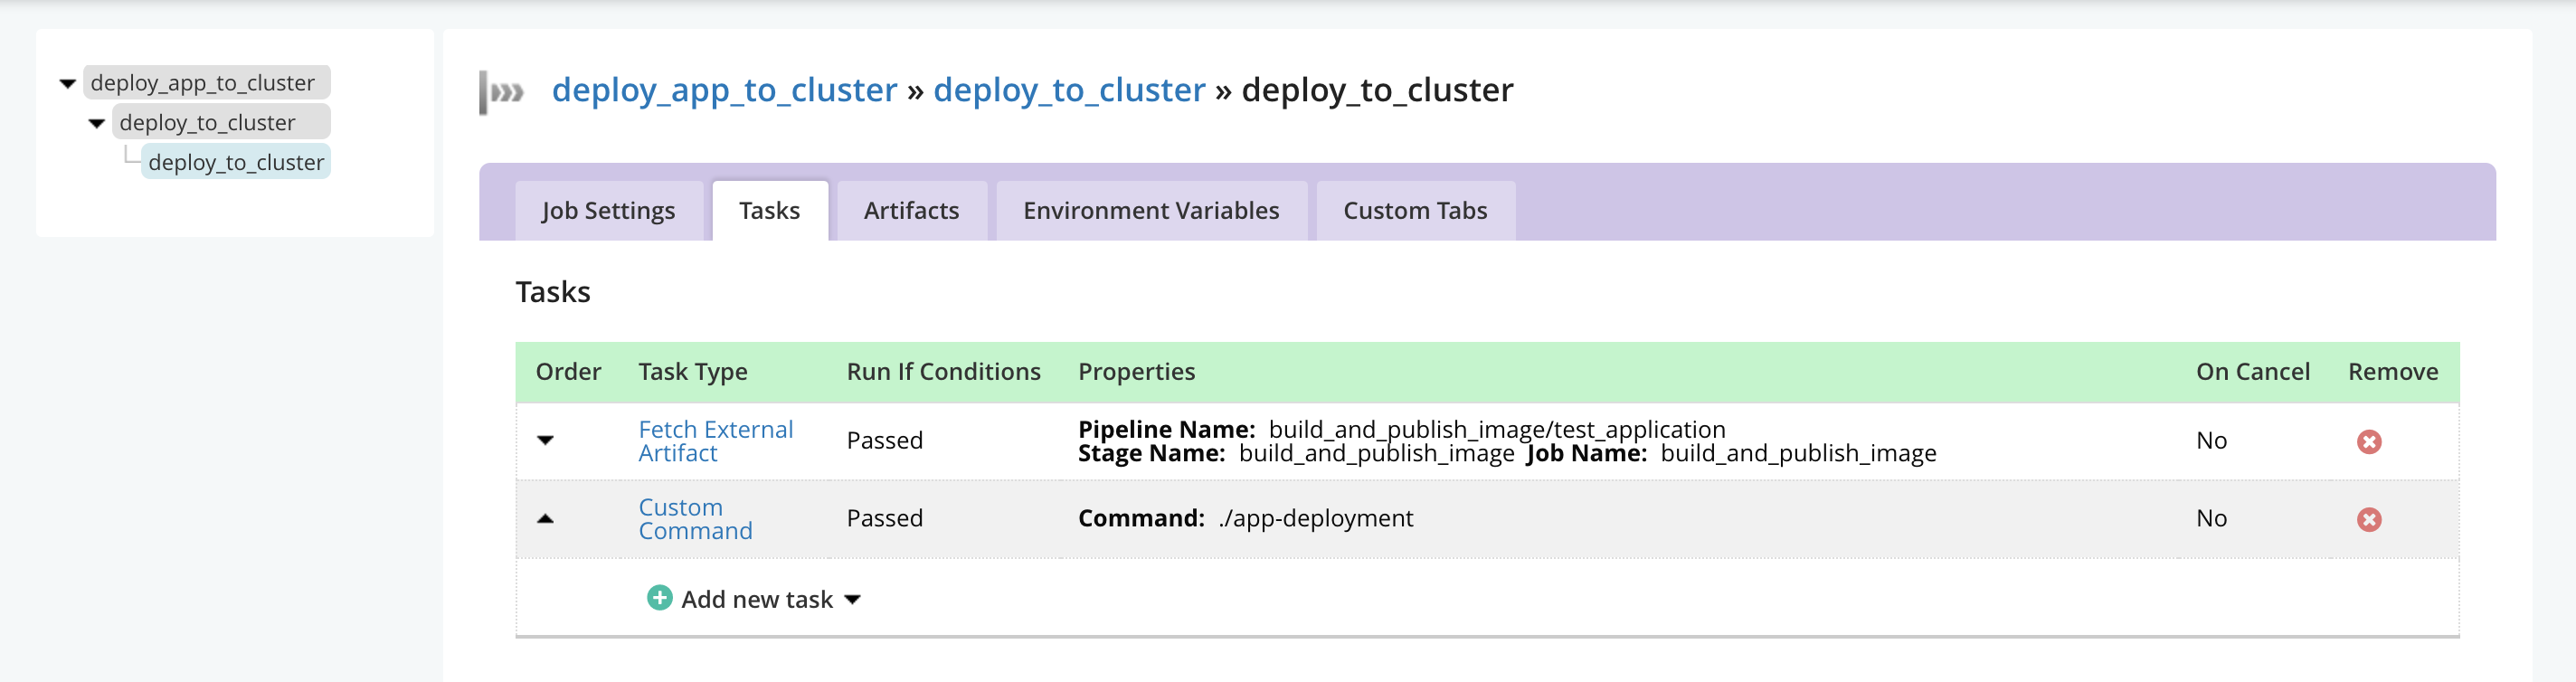 deploy_app_to_cluster
deploy_to_cluster
deploy_to_cluster
deploy_app_to_cluster » deploy_to_cluster » deploy_to_cluster
Job Settings Tasks Artifacts Environment Variables Custom Tabs
Tasks
Order Task Type Run If Conditions Properties On Cancel Remove
Fetch External Artifact Passed Pipeline Name: build_and_publish_image/test_application No
Stage Name: build_and_publish_image Job Name: build_and_publish_image
Custom Command Passed Command: ./app-deployment No
Add new task